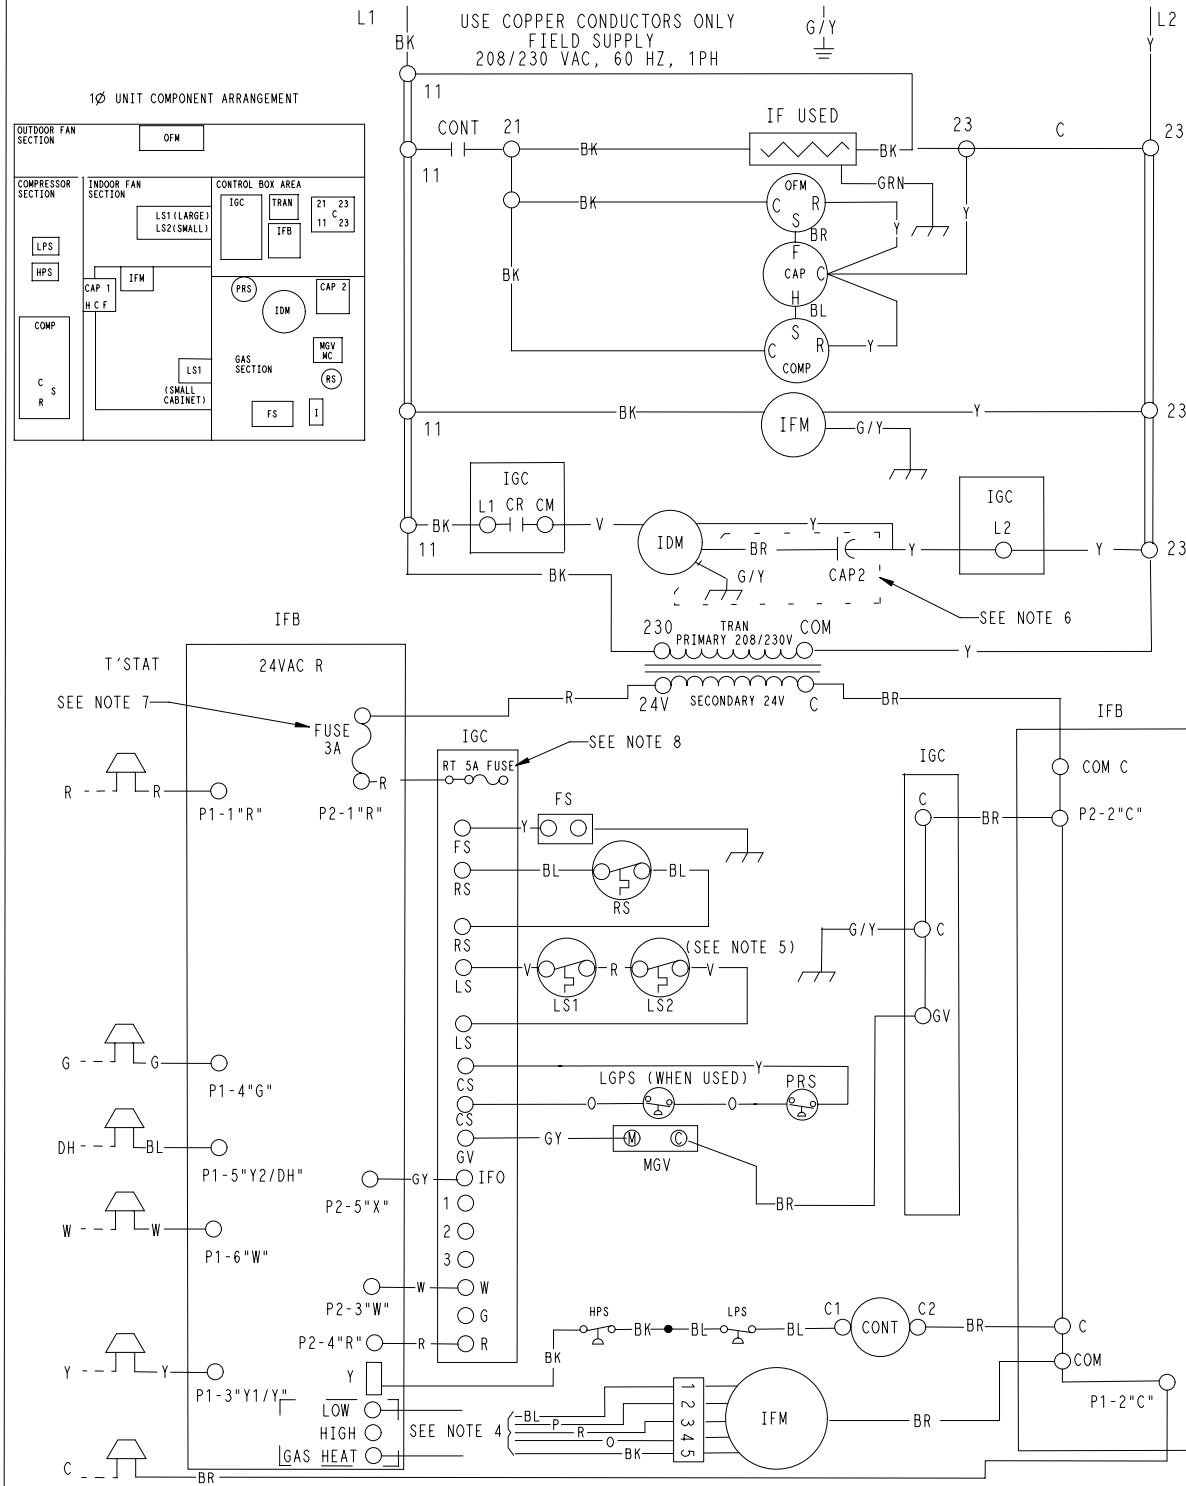 L1
USE COPPER CONDUCTORS ONLY
FIELD SUPPLY
208/230 VAC, 60 HZ, 1PH
G/Y
L2
BK
Y
11
1Ø UNIT COMPONENT ARRANGEMENT
OUTDOOR FAN
SECTION
OFM
COMPRESSOR
SECTION
INDOOR FAN
SECTION
CONTROL BOX AREA
LS1(LARGE)
LS2(SMALL)
IGC
TRAN
IFB
21 23
C
11 23
LPS
HPS
CAP 1
H C F
IFM
PRS
IDM
CAP 2
COMP
C
S
R
LS1
(SMALL
CABINET)
GAS
SECTION
MGV
MC
RS
FS
I
CONT
21
BK
IF USED
BK
23
C
23
11
GRN
BK
OFM
C
R
S
BR
Y
Y
F
CAP C
H
BL
BK
S
C
R
COMP
Y
11
BK
IFM
Y
23
G/Y
IGC
L1 CR CM
BK
11
V
IDM
Y
BR
CAP2
G/Y
Y
IGC
L2
Y
23
BK
SEE NOTE 6
230
TRAN
PRIMARY 208/230V
COM
Y
24V
SECONDARY 24V
C
R
BR
IFB
T'STAT
24VAC R
SEE NOTE 7
FUSE
3A
R
P2-1"R"
R
R
P1-1"R"
IGC
RT 5A FUSE
SEE NOTE 8
IFB
IGC
COM C
C
BR
P2-2"C"
FS
Y
FS
BL
BL
RS
RS
RS
G/Y
C
(SEE NOTE 5)
V
R
V
LS
LS1
LS2
LS
GV
G
G
P1-4"G"
CS
Y
LGPS (WHEN USED)
PRS
O
O
CS
DH
BL
P1-5"Y2/DH"
GV
GY
M
C
MGV
BR
P2-5"X"
GY
IFO
1
2
3
W
W
P1-6"W"
P2-3"W"
W
W
G
P2-4"R"
R
R
HPS
BK
BL
LPS
BL
C1
CONT
C2
BR
C
BK
COM
Y
Y
P1-3"Y1/Y"
Y
P1-2"C"
LOW
HIGH
GAS HEAT
SEE NOTE 4
BL
P
R
O
BK
1
2
3
4
5
IFM
BR
C
BR